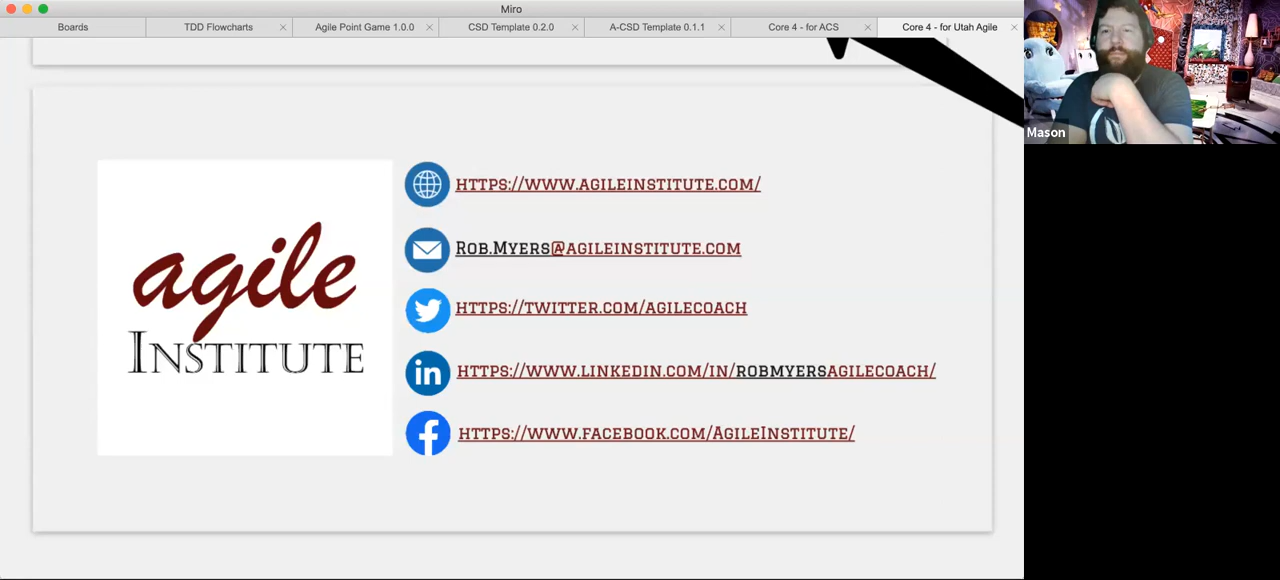 Miro
Boards
TDD Flowcharts
Agile Point Game 1.0.0
CSD Template 0.2.0
A-CSD Template 0.1.1
Core 4 - for ACS
Core 4 - for Utah Agile
Mason
agile
INSTITUTE
HTTPS://WWW.AGILEINSTITUTE.COM/
ROB.MYERS@AGILEINSTITUTE.COM
HTTPS://TWITTER.COM/AGILECOACH
HTTPS://WWW.LINKEDIN.COM/IN/ROBMYERSAGILECOACH/
HTTPS://WWW.FACEBOOK.COM/AGILEINSTITUTE/